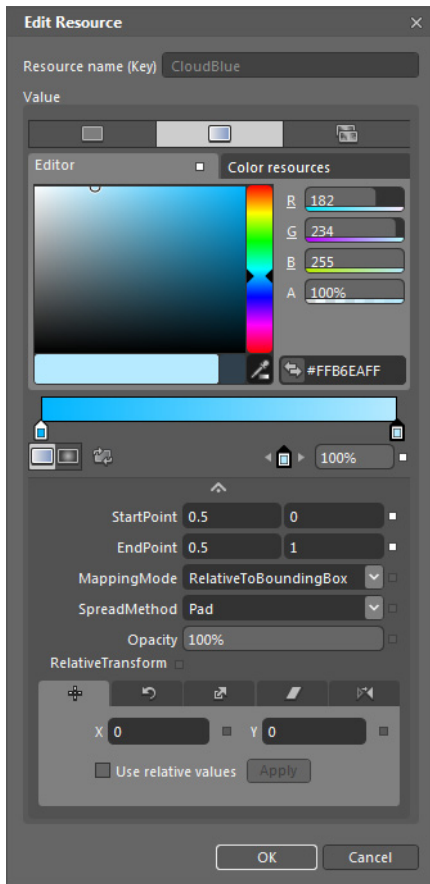 Edit Resource
Resource name (Key) CloudBlue
Value
Editor Color resources
R 182
G 234
B 255
A 100%
#FFB6EAFF
100%
StartPoint 0.5 0
EndPoint 0.5 1
MappingMode RelativeToBoundingBox
SpreadMethod Pad
Opacity 100%
RelativeTransform
X 0 Y 0
Use relative values Apply
OK Cancel